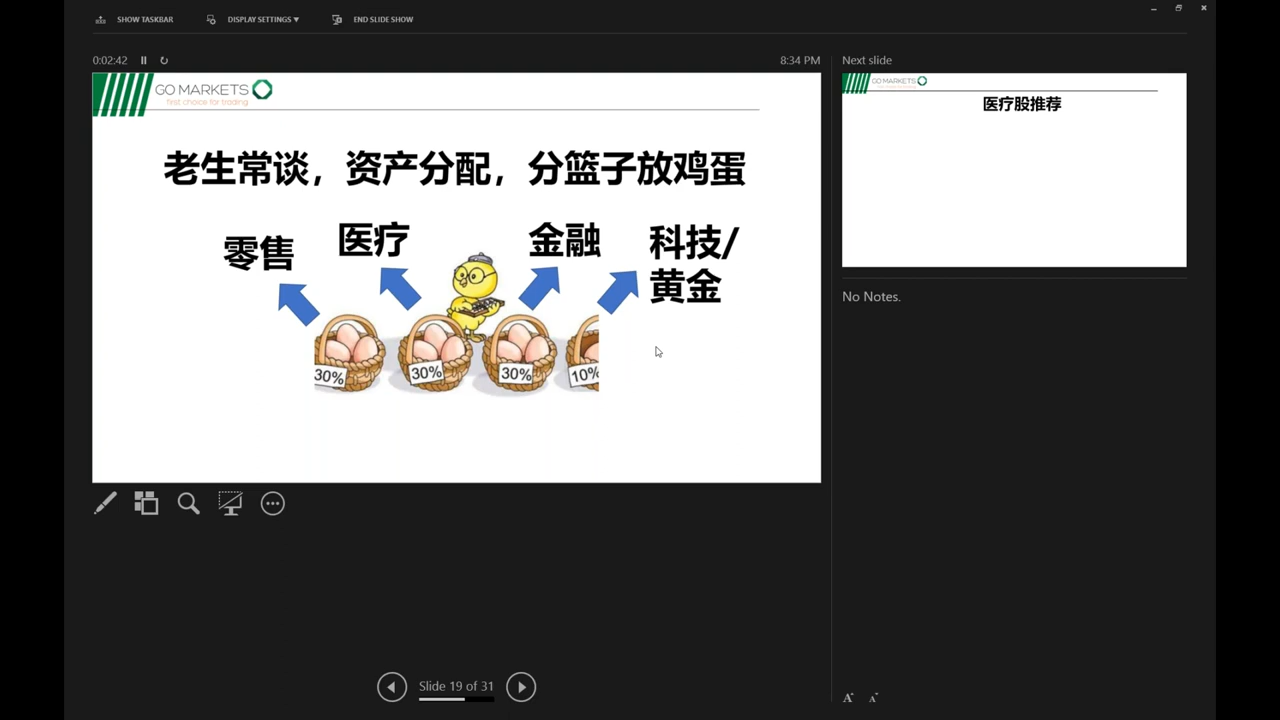 SHOW TASKBAR
DISPLAY SETTINGS ▼
END SLIDE SHOW
0:02:42
8:34 PM
GO MARKETS
first choice for trading
老生常谈，资产分配，分篮子放鸡蛋
零售
医疗
金融
科技/
黄金
30%
30%
30%
10%
Slide 19 of 31
Next slide
GO MARKETS
医疗股推荐
No Notes.
A
A